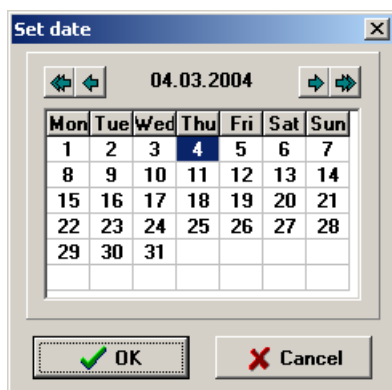 Set date
04.03.2004
Mon Tue Wed Thu Fri Sat Sun
1 2 3 4 5 6 7
8 9 10 11 12 13 14
15 16 17 18 19 20 21
22 23 24 25 26 27 28
29 30 31
OK Cancel